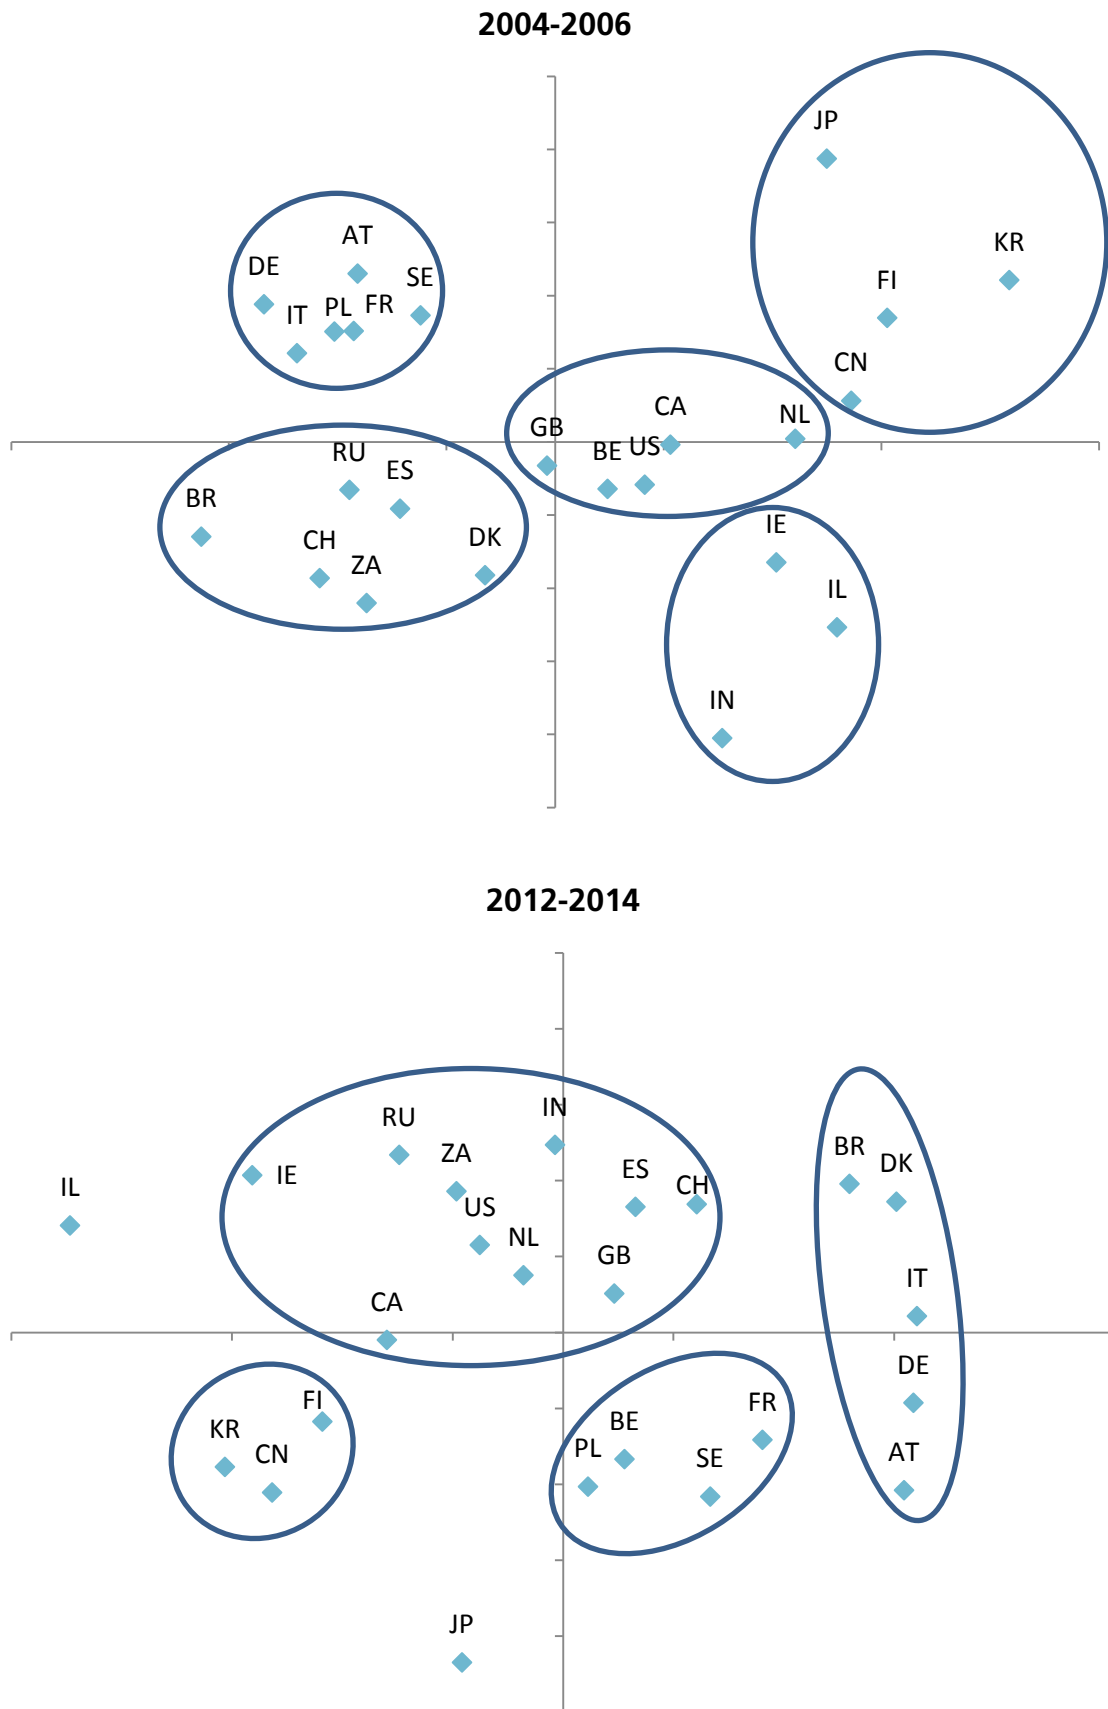 2004-2006
JP
AT
KR
DE
SE
FI
IT
PL
FR
CN
CA
NL
GB
BE
US
RU
ES
BR
IE
CH
DK
ZA
IL
IN
2012-2014
IN
RU
BR
ZA
DK
IE
ES
IL
CH
US
NL
GB
IT
CA
DE
FI
FR
BE
KR
PL
CN
AT
SE
JP